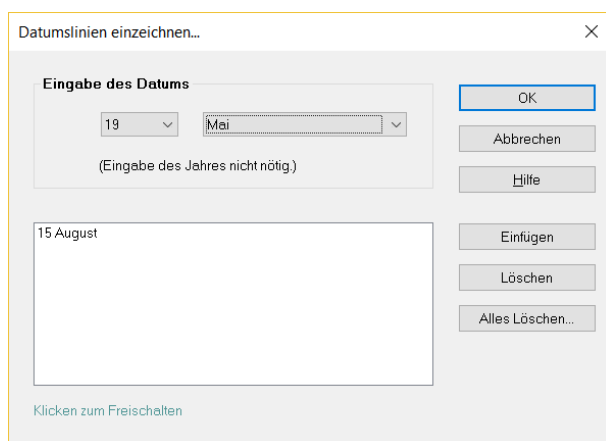 Datumslinien einzeichnen...
Eingabe des Datums
19 Mai
(Eingabe des Jahres nicht nötig.)
OK
Abbrechen
Hilfe
15 August
Einfügen
Löschen
Alles Löschen...
Klicken zum Freischalten